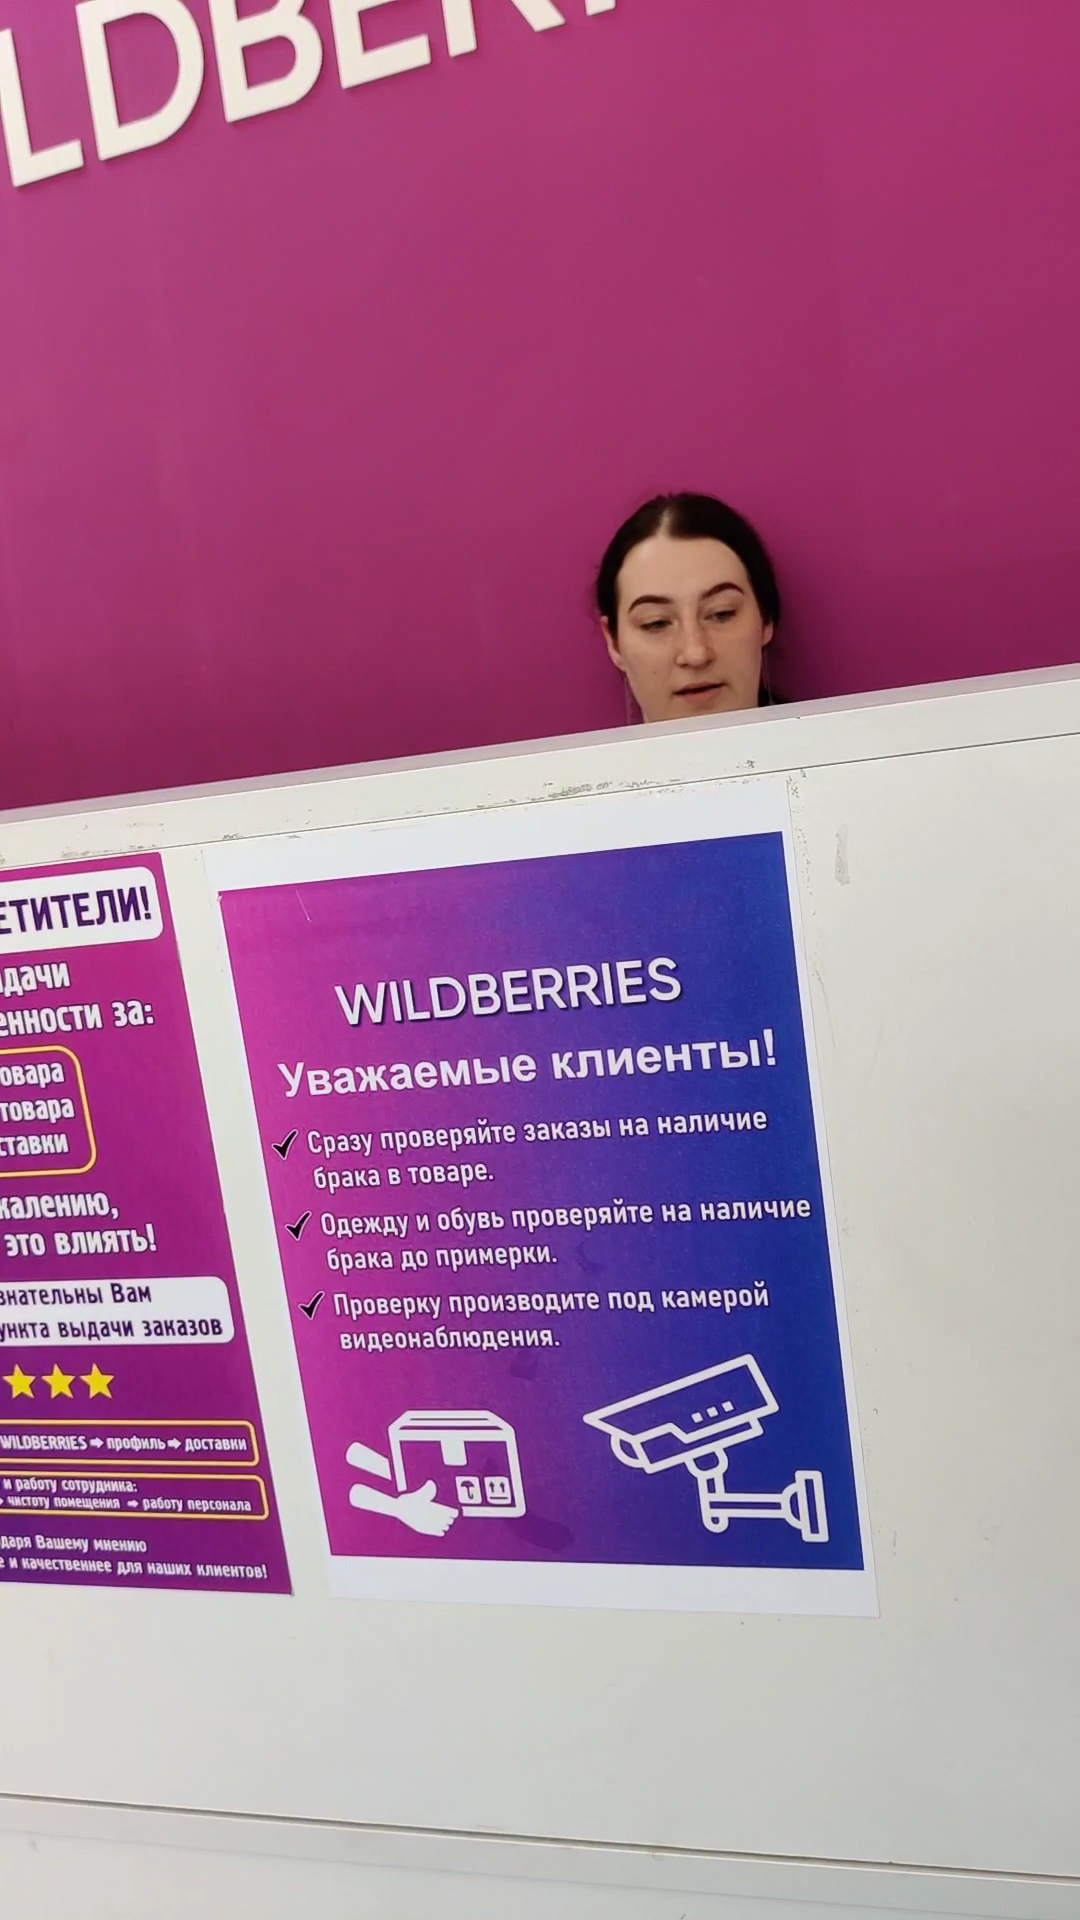 LDBER
ЕТИТЕЛИ!
дачи
енности за:
овара
товара
ставки
жалению,
это влиять!
знательны Вам
ункта выдачи заказов
WILDBERRIES ➡ профиль ➡ доставки
и работу сотрудника:
чистоту помещения ➡ работу персонала
даря Вашему мнению
е и качественнее для наших клиентов!
WILDBERRIES
Уважаемые клиенты!
✓ Сразу проверяйте заказы на наличие
брака в товаре.
✓ Одежду и обувь проверяйте на наличие
брака до примерки.
✓ Проверку производите под камерой
видеонаблюдения.